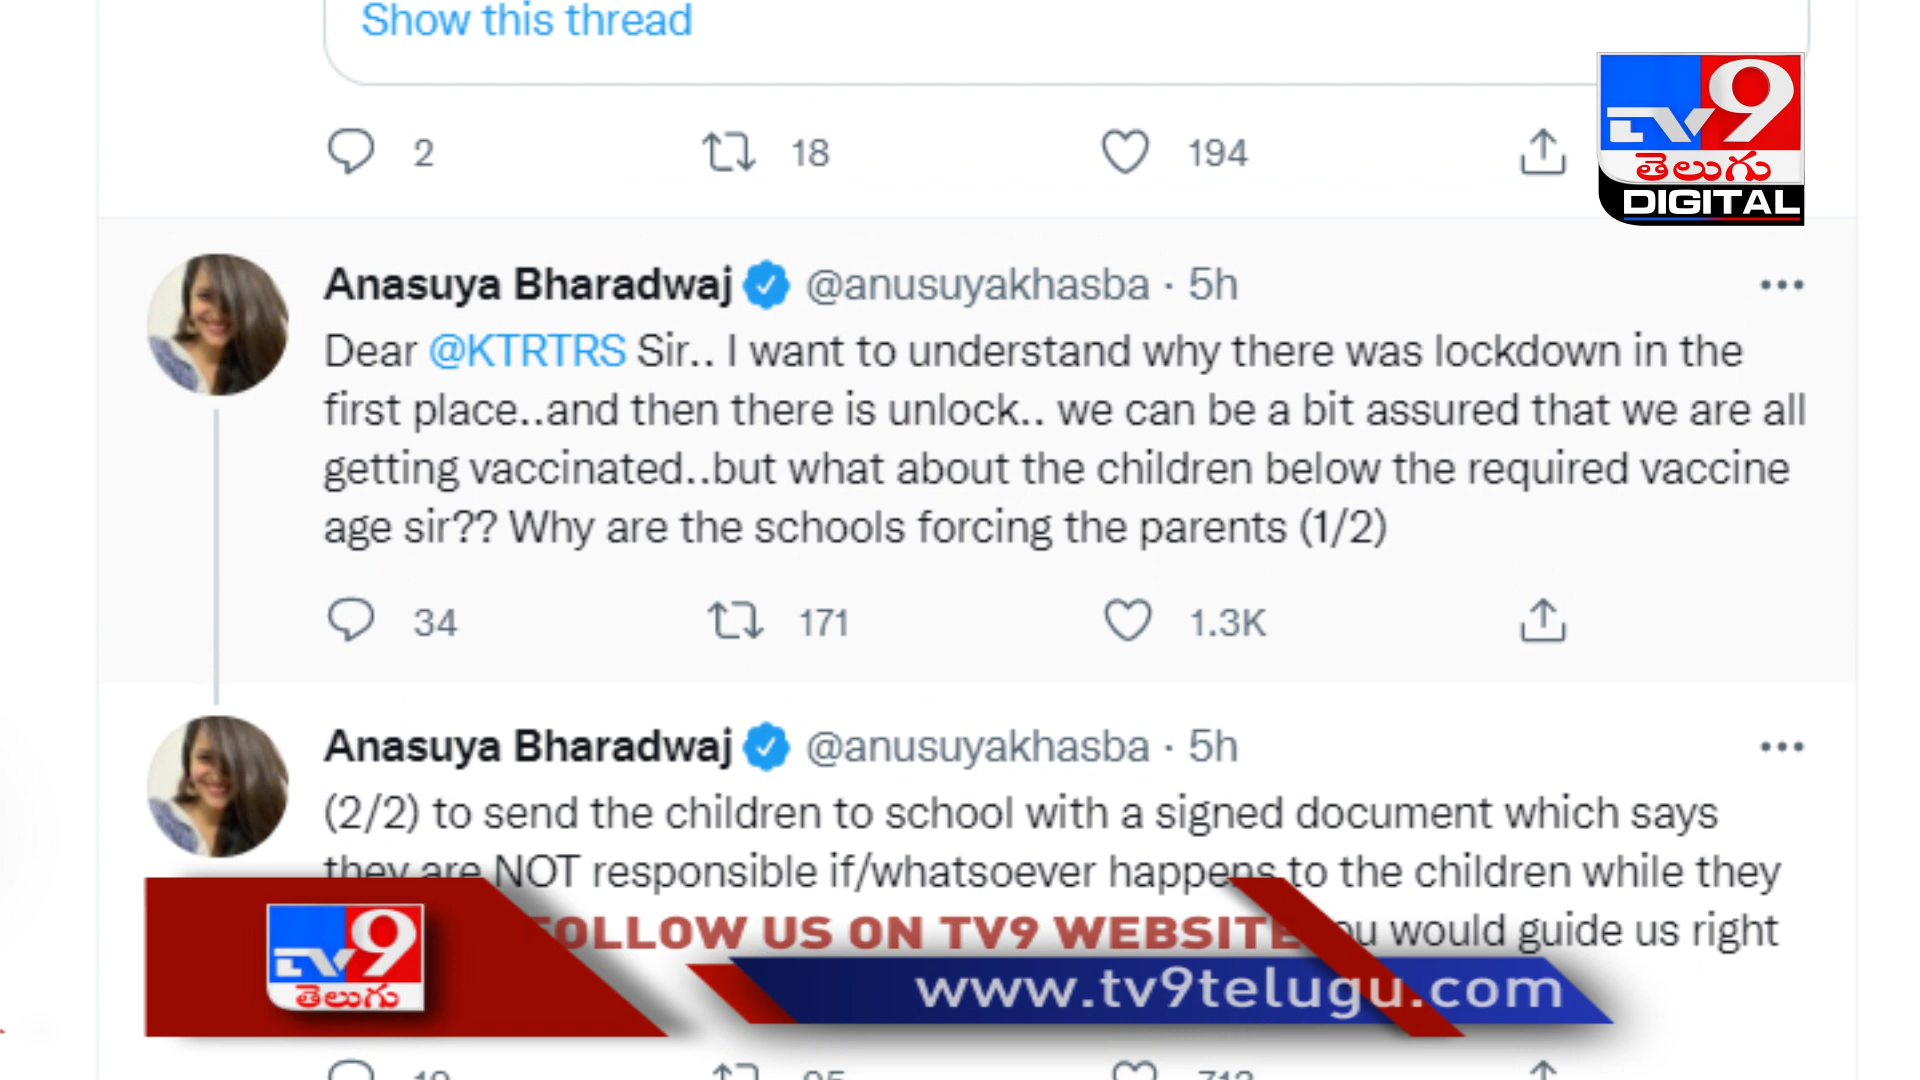 Show this thread
2 18 194
TV9
తెలుగు
DIGITAL
Anasuya Bharadwaj @anusuyakhasba · 5h
Dear @KTRTRS Sir.. I want to understand why there was lockdown in the
first place..and then there is unlock.. we can be a bit assured that we are all
getting vaccinated..but what about the children below the required vaccine
age sir?? Why are the schools forcing the parents (1/2)
34 171 1.3K
Anasuya Bharadwaj @anusuyakhasba · 5h
(2/2) to send the children to school with a signed document which says
they are NOT responsible if/whatsoever happens to the children while they
would guide us right
TV9
తెలుగు
FOLLOW US ON TV9 WEBSITE
www.tv9telugu.com